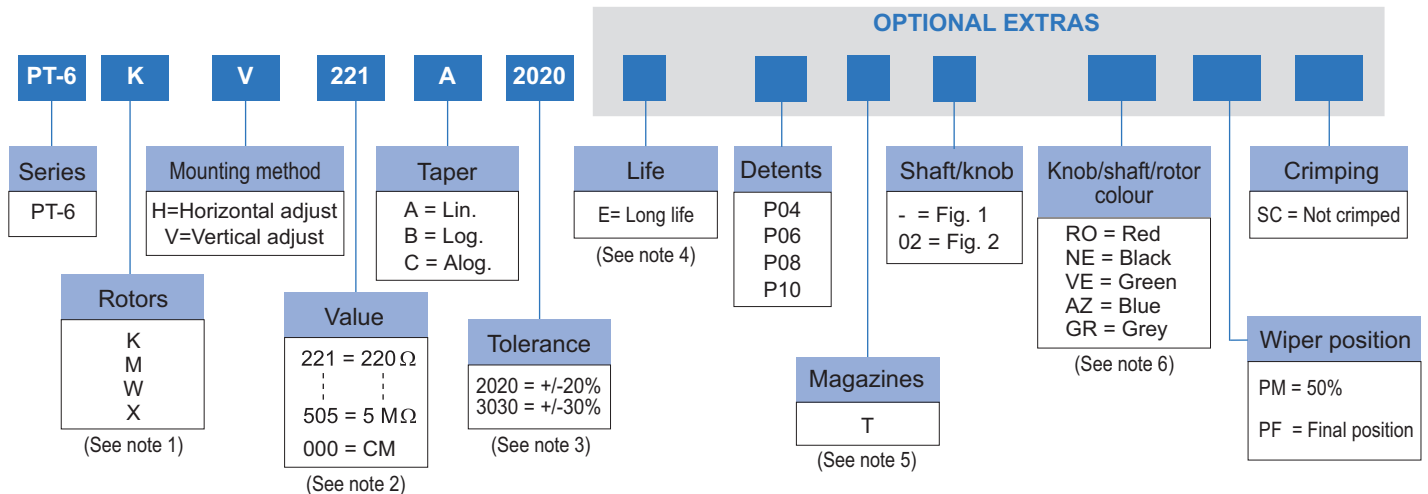 OPTIONAL EXTRAS
PT-6 K V 221 A 2020
Series
PT-6
Mounting method
H=Horizontal adjust
V=Vertical adjust
Taper
A = Lin.
B = Log.
C = Alog.
Life
E= Long life
(See note 4)
Detents
P04
P06
P08
P10
Shaft/knob
- = Fig. 1
02 = Fig. 2
Knob/shaft/rotor
colour
RO = Red
NE = Black
VE = Green
AZ = Blue
GR = Grey
(See note 6)
Crimping
SC = Not crimped
Rotors
K
M
W
X
(See note 1)
Value
221 = 220 Ω
505 = 5 MΩ
000 = CM
(See note 2)
Tolerance
2020 = +/-20%
3030 = +/-30%
(See note 3)
Magazines
T
(See note 5)
Wiper position
PM = 50%
PF = Final position